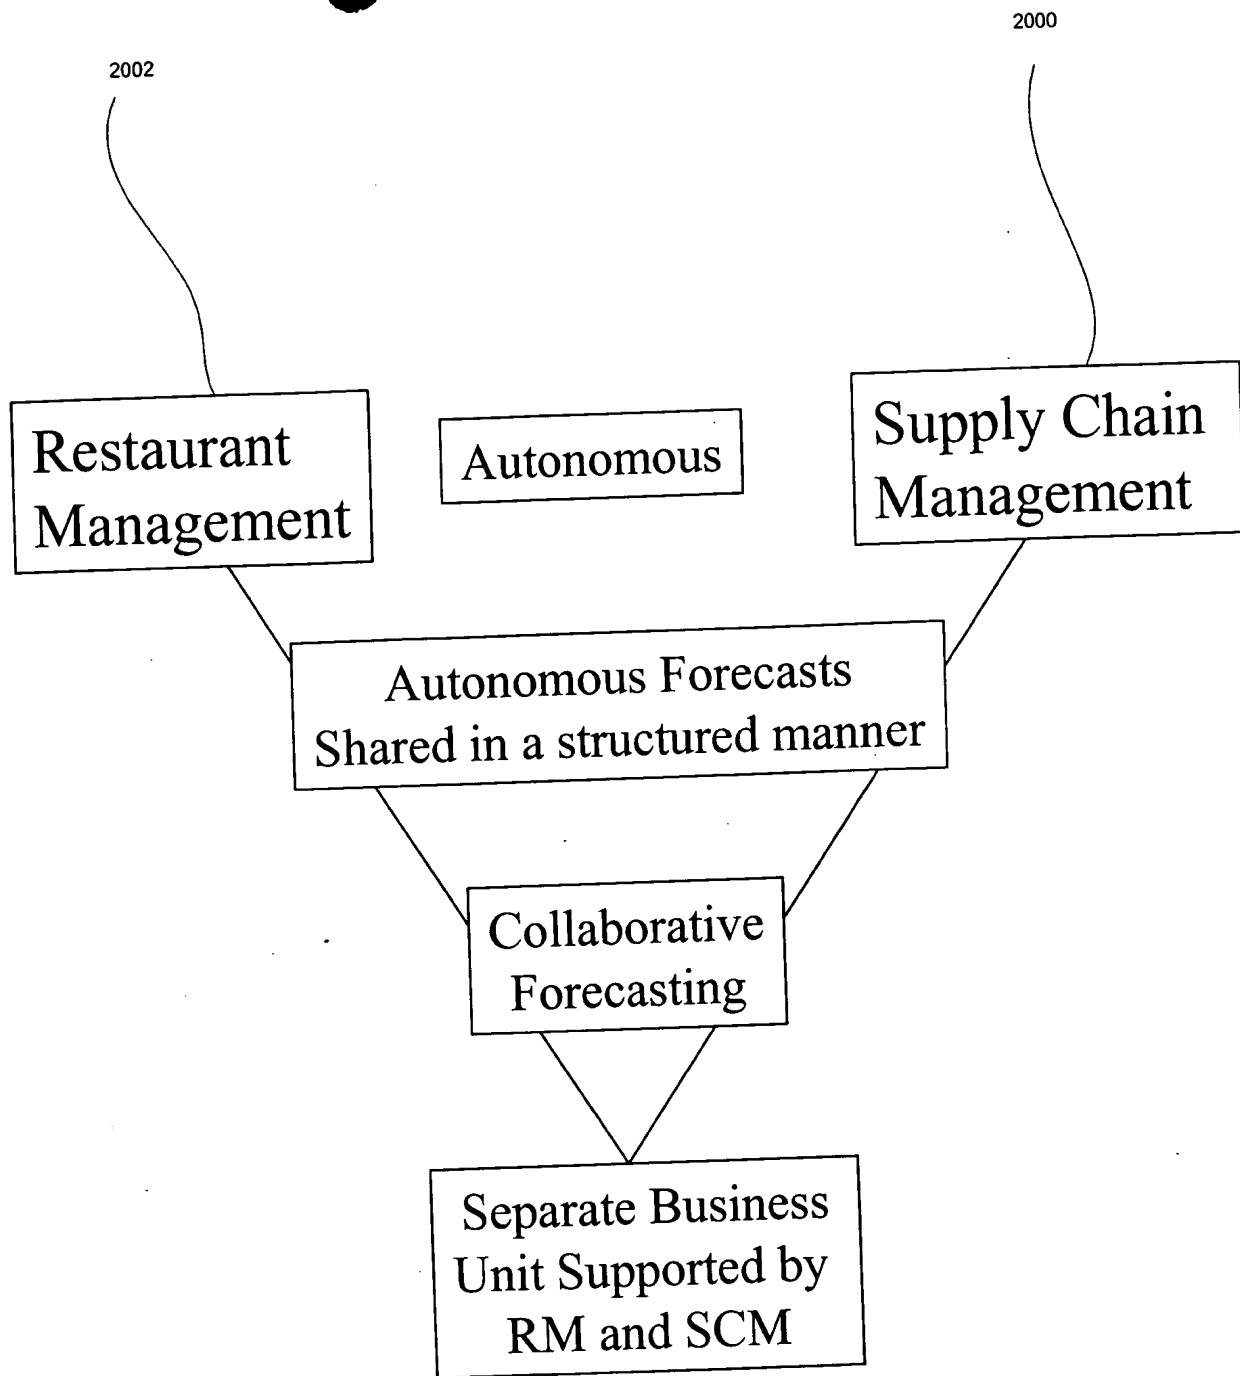 2002
2000
Restaurant
Management
Autonomous
Supply Chain
Management
Autonomous Forecasts
Shared in a structured manner
Collaborative
Forecasting
Separate Business
Unit Supported by
RM and SCM